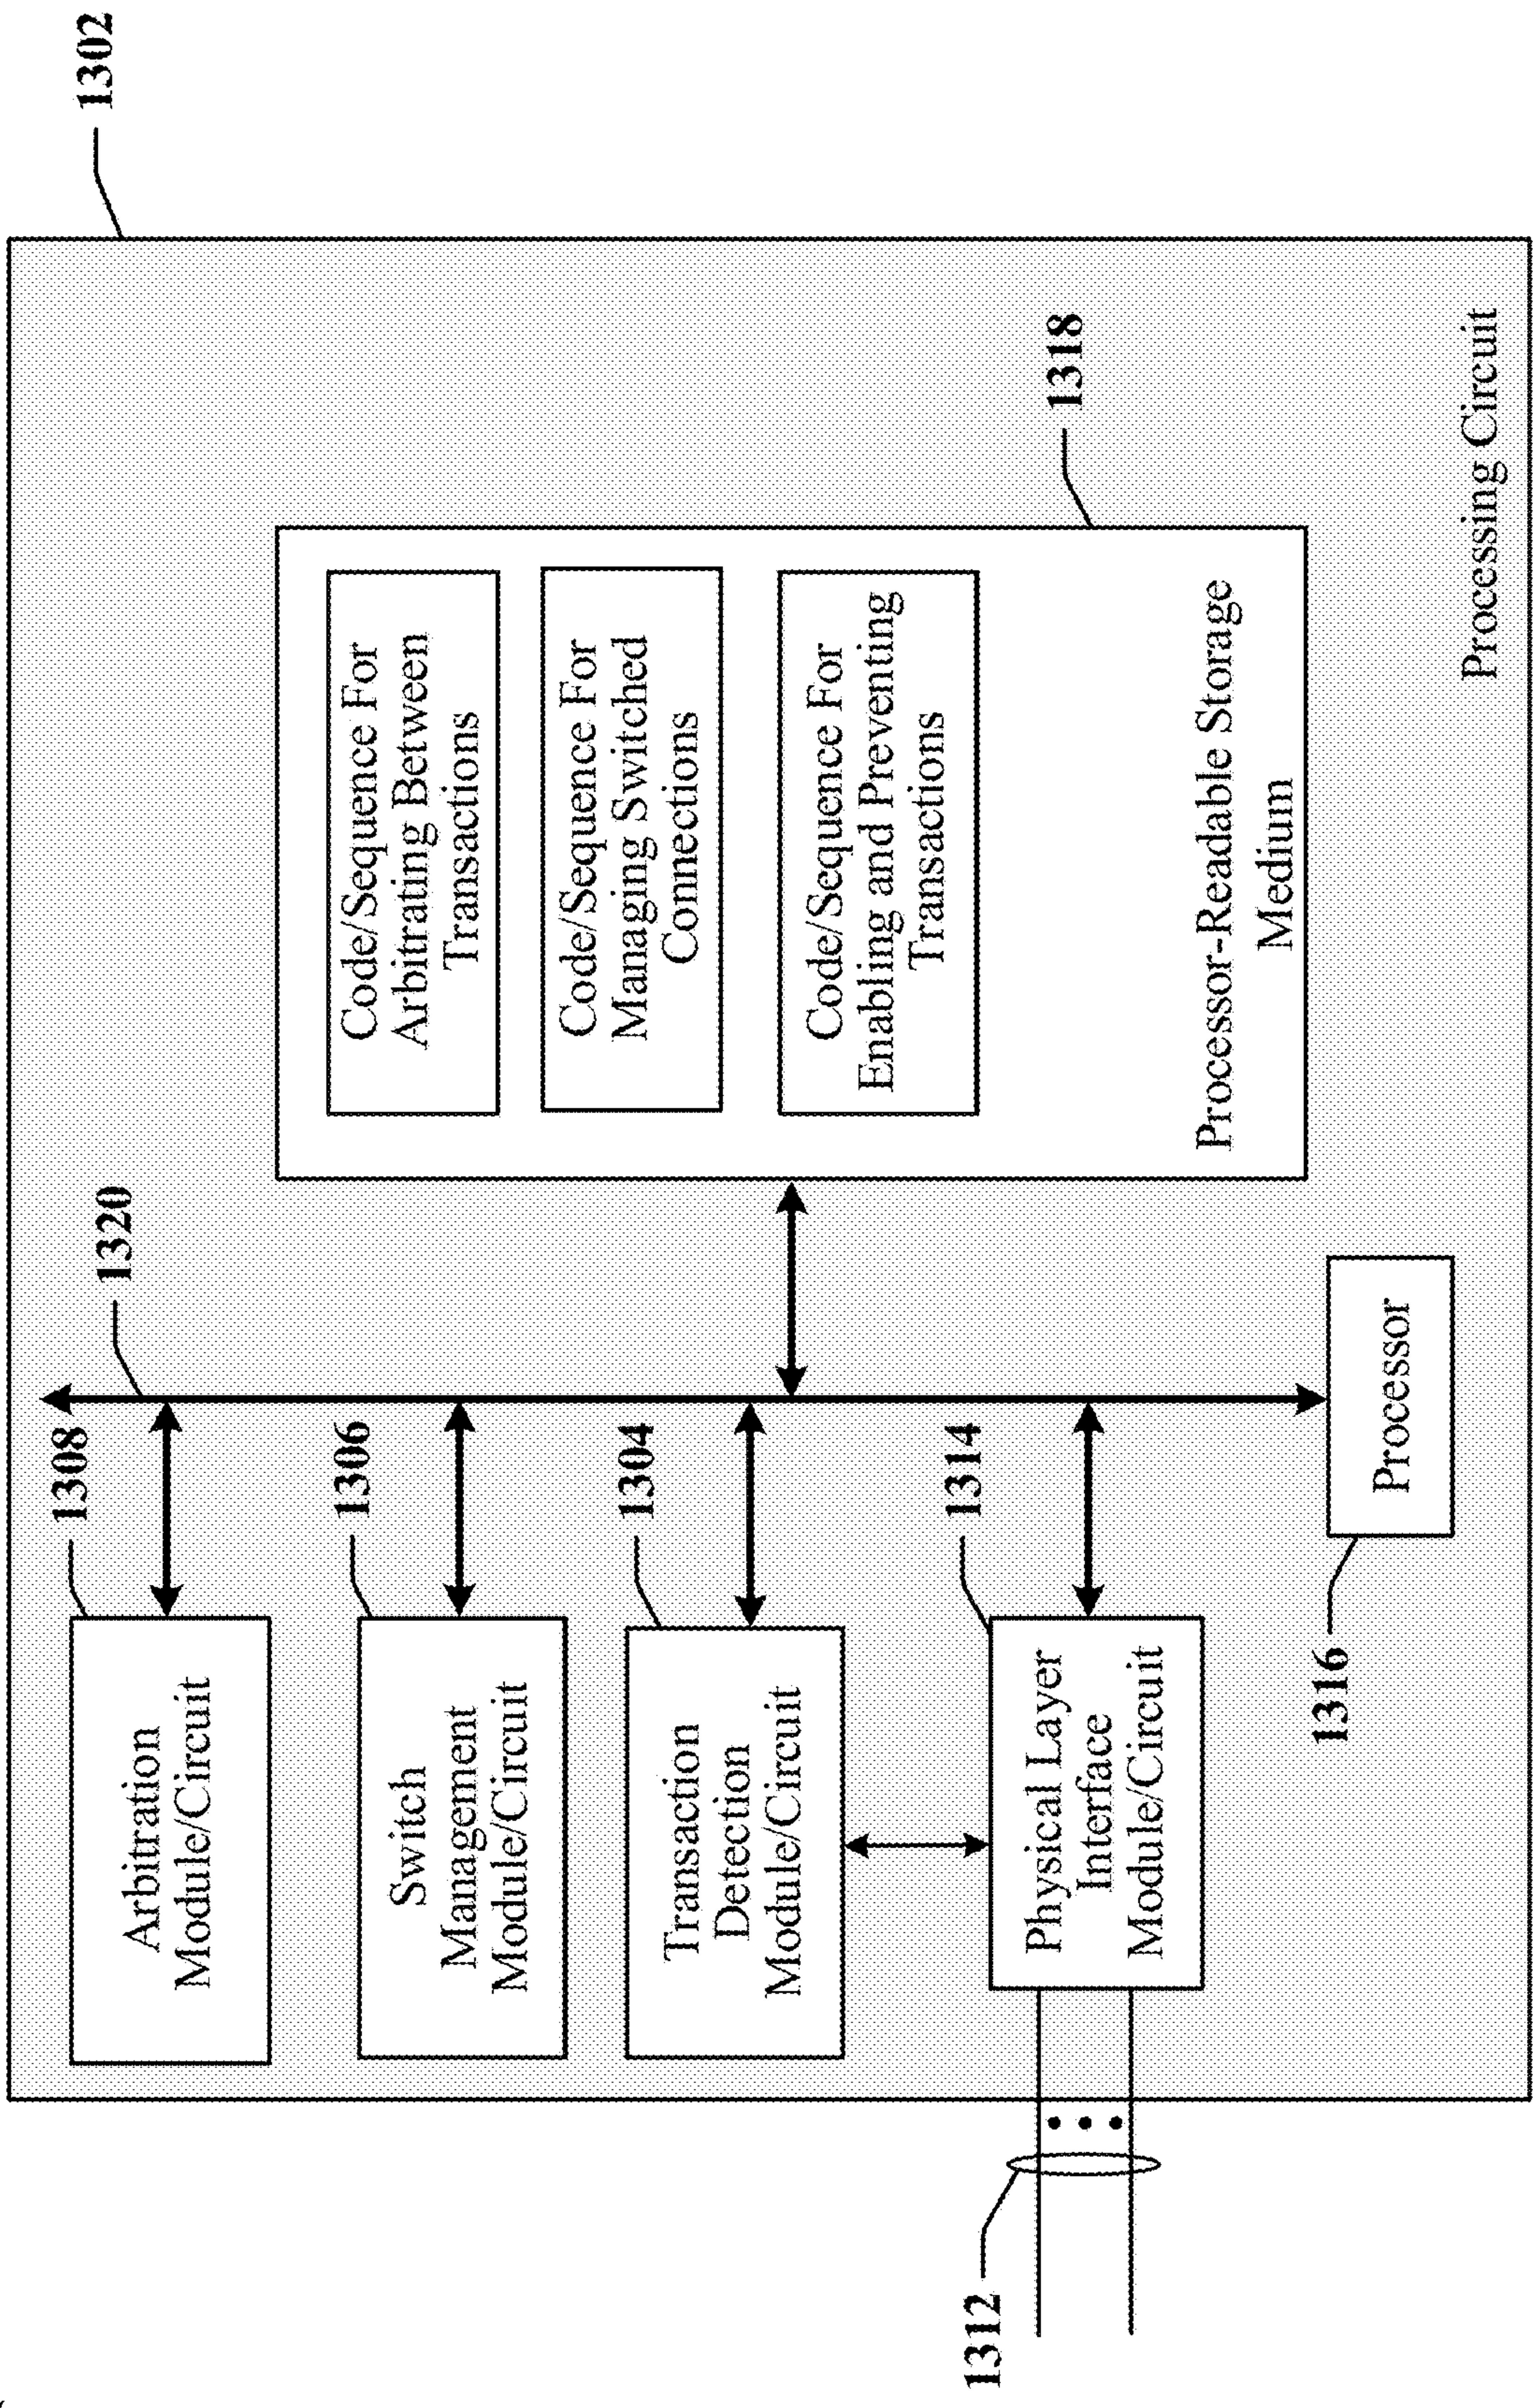 1302
1320
1308
Arbitration
Module/Circuit
1306
Switch
Management
Module/Circuit
1304
Transaction
Detection
Module/Circuit
1314
Physical Layer
Interface
Module/Circuit
1312
1316
Processor
1318
Code/Sequence For
Arbitrating Between
Transactions
Code/Sequence For
Managing Switched
Connections
Code/Sequence For
Enabling and Preventing
Transactions
Processor-Readable Storage
Medium
Processing Circuit